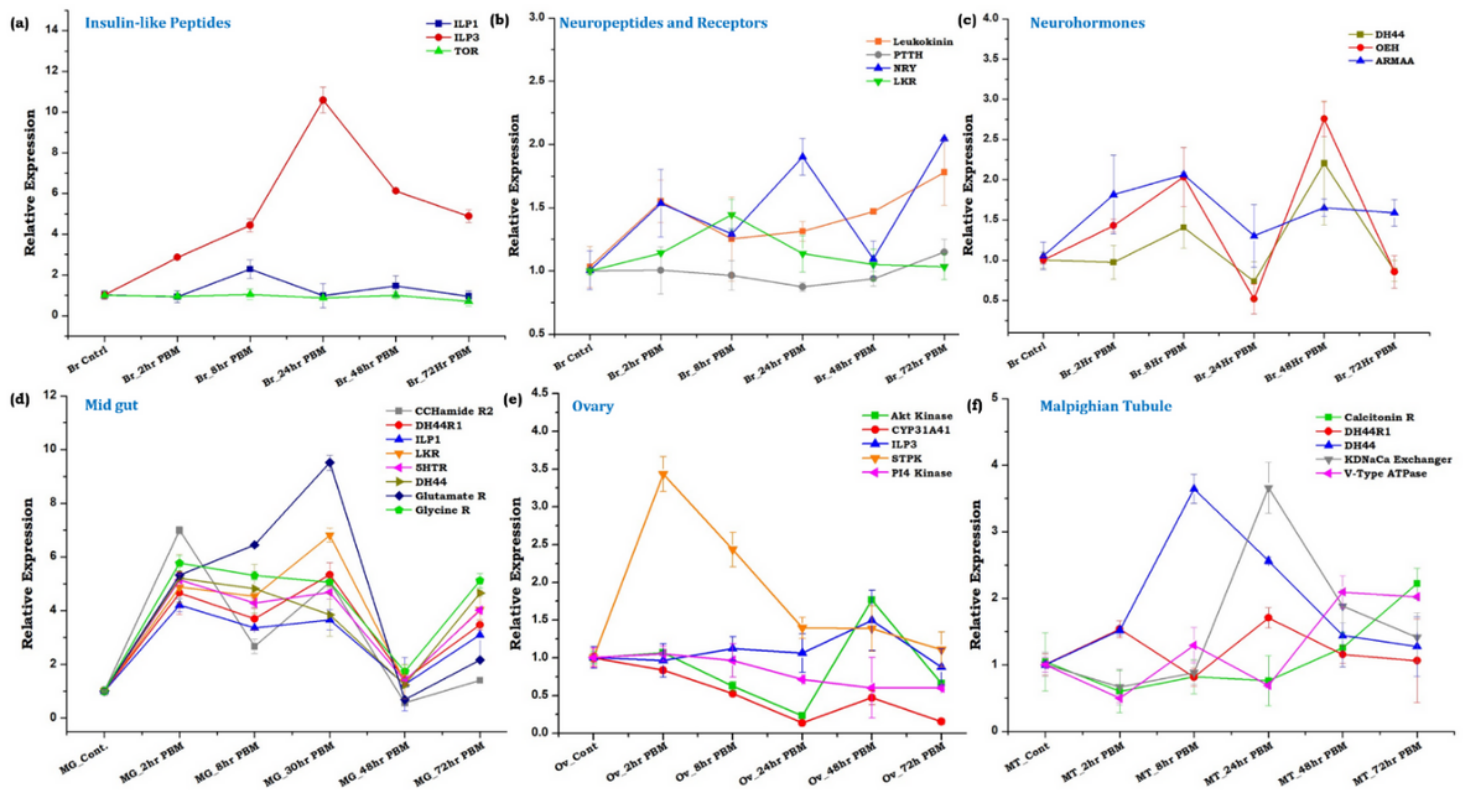 (a)
Insulin-like Peptides
ILP1
ILP3
TOR
Relative Expression
14
12
10
8
6
4
2
0
Br Cntrl
Br_2hr PBM
Br_8hr PBM
Br_24hr PBM
Br_48hr PBM
Br_72Hr PBM
(b)
Neuropeptides and Receptors
Leukokinin
PTTH
NRY
LKR
Relative Expression
3.0
2.5
2.0
1.5
1.0
0.5
Br Cntrl
Br_2hr PBM
Br_8hr PBM
Br_24hr PBM
Br_48hr PBM
Br_72hr PBM
(c)
Neurohormones
DH44
OEH
ARMAA
Relative Expression
4.0
3.5
3.0
2.5
2.0
1.5
1.0
0.5
Br Cntrl
Br_2Hr PBM
Br_8Hr PBM
Br_24Hr PBM
Br_48Hr PBM
Br_72Hr PBM
(d)
Mid gut
CCHamide R2
DH44R1
ILP1
LKR
5HTR
DH44
Glutamate R
Glycine R
Relative Expression
12
10
8
6
4
2
0
MG_Cont.
MG_2hr PBM
MG_8hr PBM
MG_30hr PBM
MG_48hr PBM
MG_72hr PBM
(e)
Ovary
Akt Kinase
CYP31A41
ILP3
STPK
PI4 Kinase
Relative Expression
4.5
4.0
3.5
3.0
2.5
2.0
1.5
1.0
0.5
0.0
Ov_Cont
Ov_2hr PBM
Ov_8hr PBM
Ov_24hr PBM
Ov_48hr PBM
Ov_72h PBM
(f)
Malpighian Tubule
Calcitonin R
DH44R1
DH44
KDNaCa Exchanger
V-Type ATPase
Relative Expression
5
4
3
2
1
0
MT_Cont
MT_2hr PBM
MT_8hr PBM
MT_24hr PBM
MT_48hr PBM
MT_72hr PBM